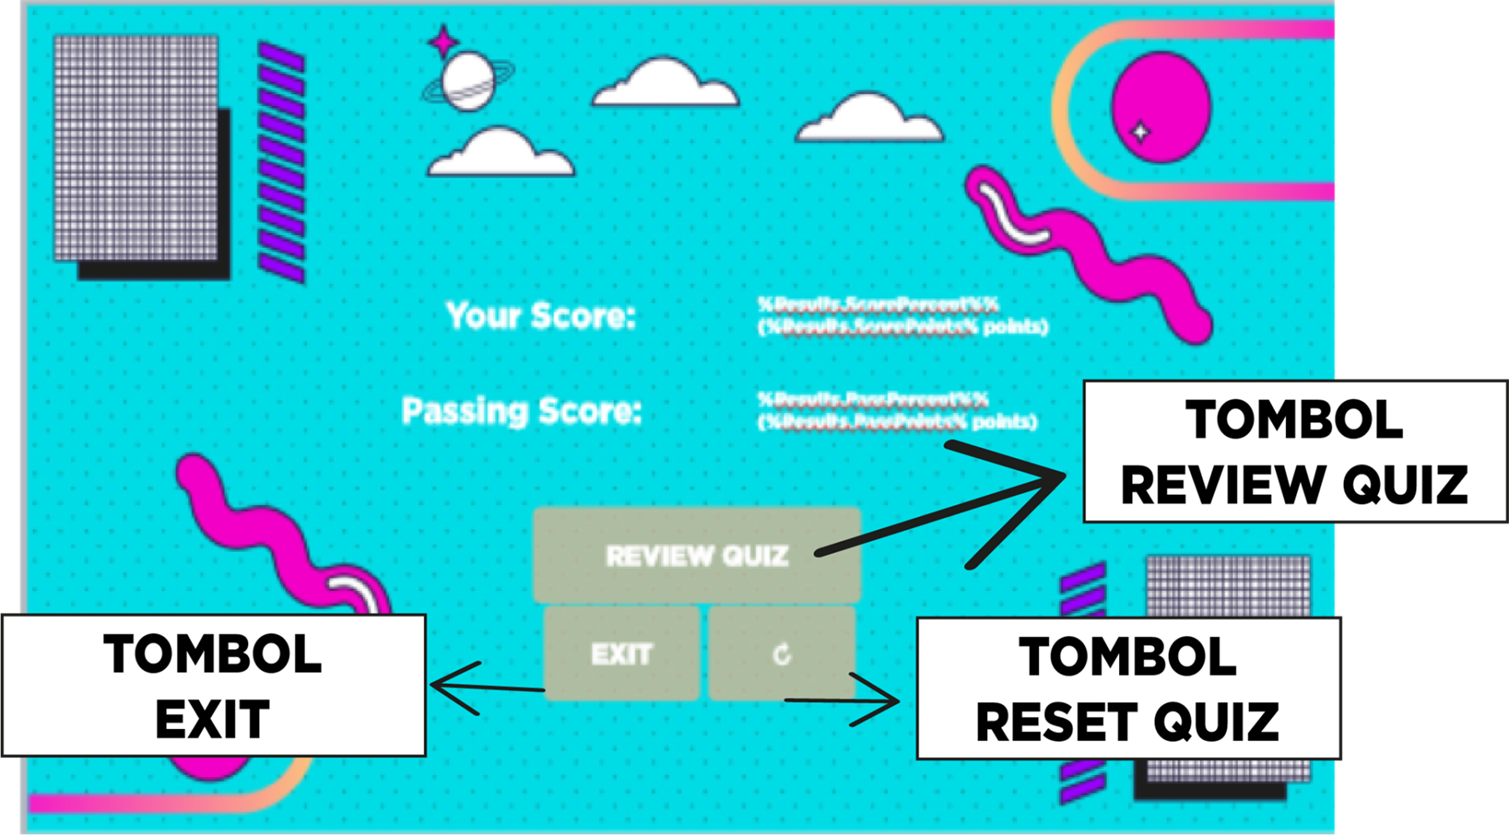 Your Score:
%Results.ScorePercent%%
(%Results.ScorePoints% points)
Passing Score:
%Results.PassPercent%%
(%Results.PassPoints% points)
TOMBOL
REVIEW QUIZ
REVIEW QUIZ
EXIT
TOMBOL
EXIT
TOMBOL
RESET QUIZ